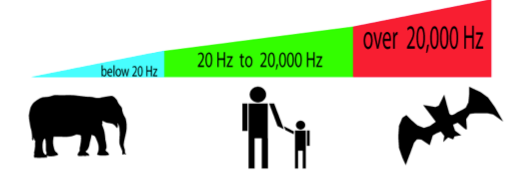 below 20 Hz
20 Hz to 20,000 Hz
over 20,000 Hz